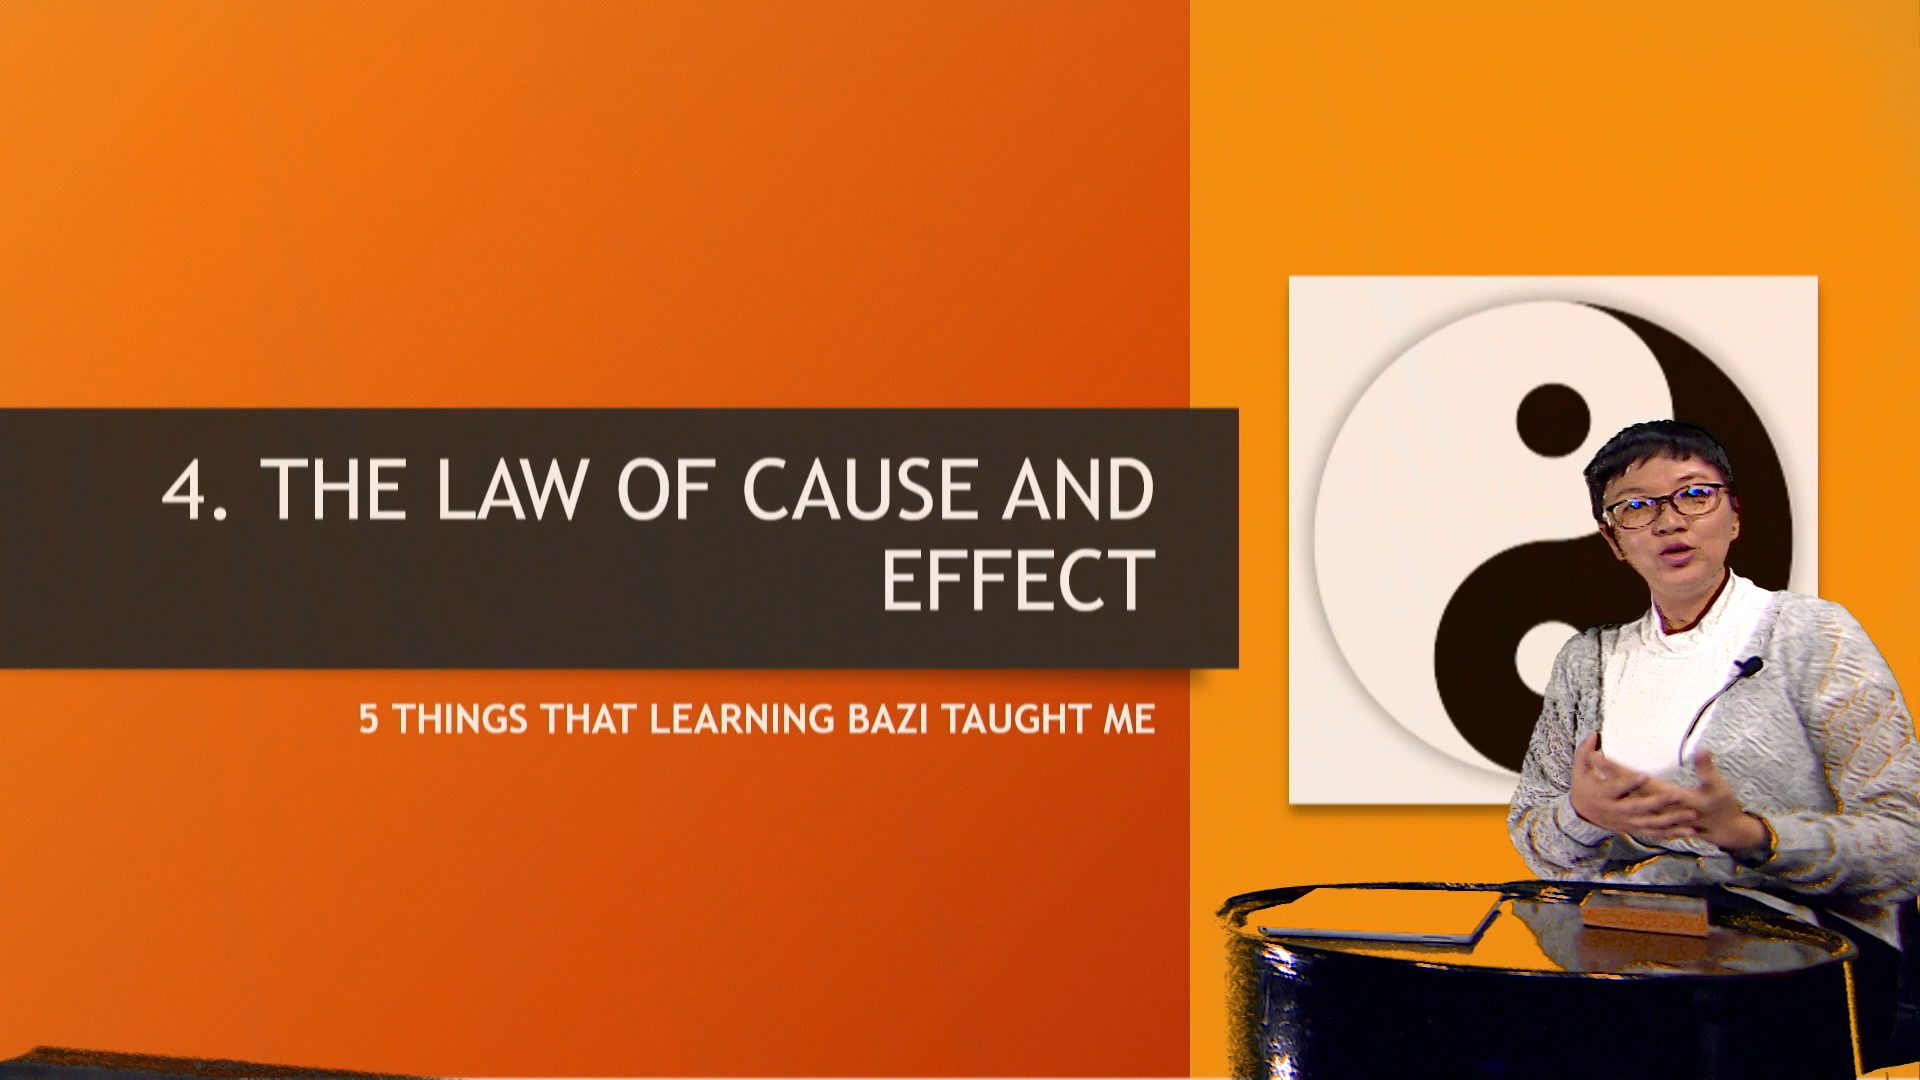 4. THE LAW OF CAUSE AND
EFFECT
5 THINGS THAT LEARNING BAZI TAUGHT ME